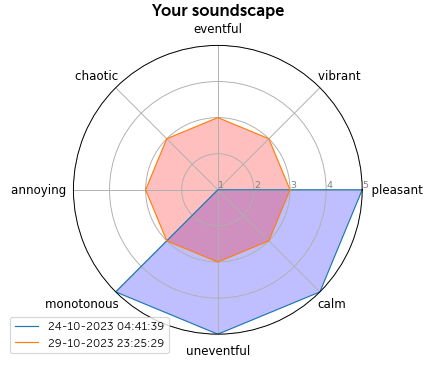 Your soundscape
eventful
chaotic
vibrant
annoying
1
2
3
4
5
pleasant
monotonous
calm
24-10-2023 04:41:39
29-10-2023 23:25:29
uneventful